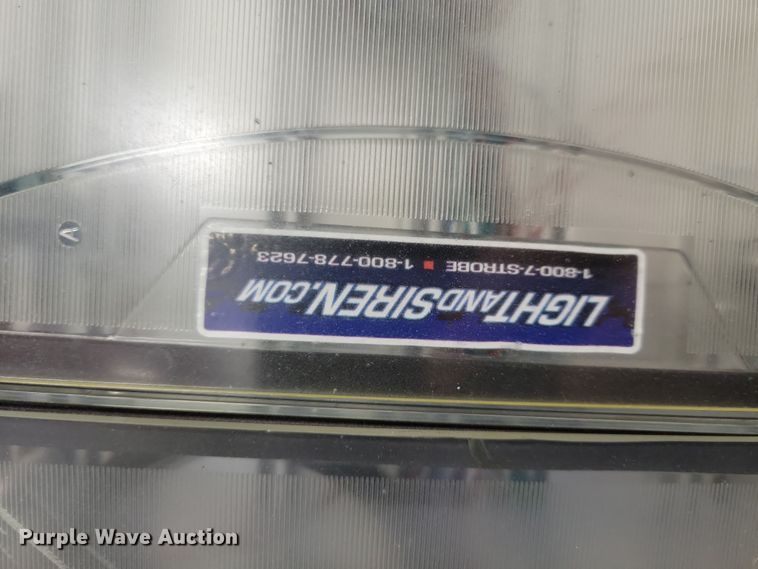 LIGHTANDSIREN.COM
1-800-7-STROBE ▪ 1-800-778-7623
A
Purple Wave Auction